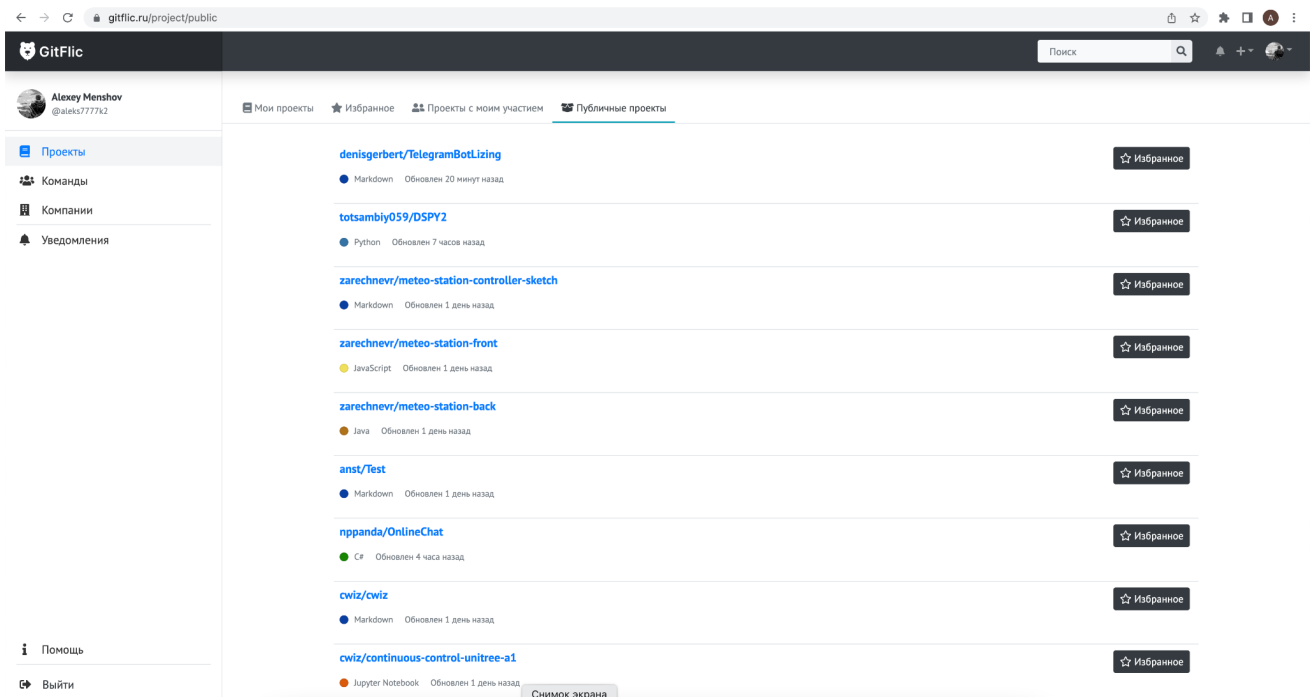 gitflic.ru/project/public
A
GitFlic
Поиск
Alexey Menshov
@aleks7777k2
Мои проекты
Избранное
Проекты с моим участием
Публичные проекты
Проекты
Команды
Компании
Уведомления
denisgerbert/TelegramBotLizing
Избранное
Markdown Обновлен 20 минут назад
totsambiy059/DSPY2
Избранное
Python Обновлен 7 часов назад
zarechnevr/meteo-station-controller-sketch
Избранное
Markdown Обновлен 1 день назад
zarechnevr/meteo-station-front
Избранное
JavaScript Обновлен 1 день назад
zarechnevr/meteo-station-back
Избранное
Java Обновлен 1 день назад
anst/Test
Избранное
Markdown Обновлен 1 день назад
nppanda/OnlineChat
Избранное
C# Обновлен 4 часа назад
cwiz/cwiz
Избранное
Markdown Обновлен 1 день назад
cwiz/continuous-control-unitree-a1
Избранное
Jupyter Notebook Обновлен 1 день назад
Помощь
Выйти
Снимок экрана